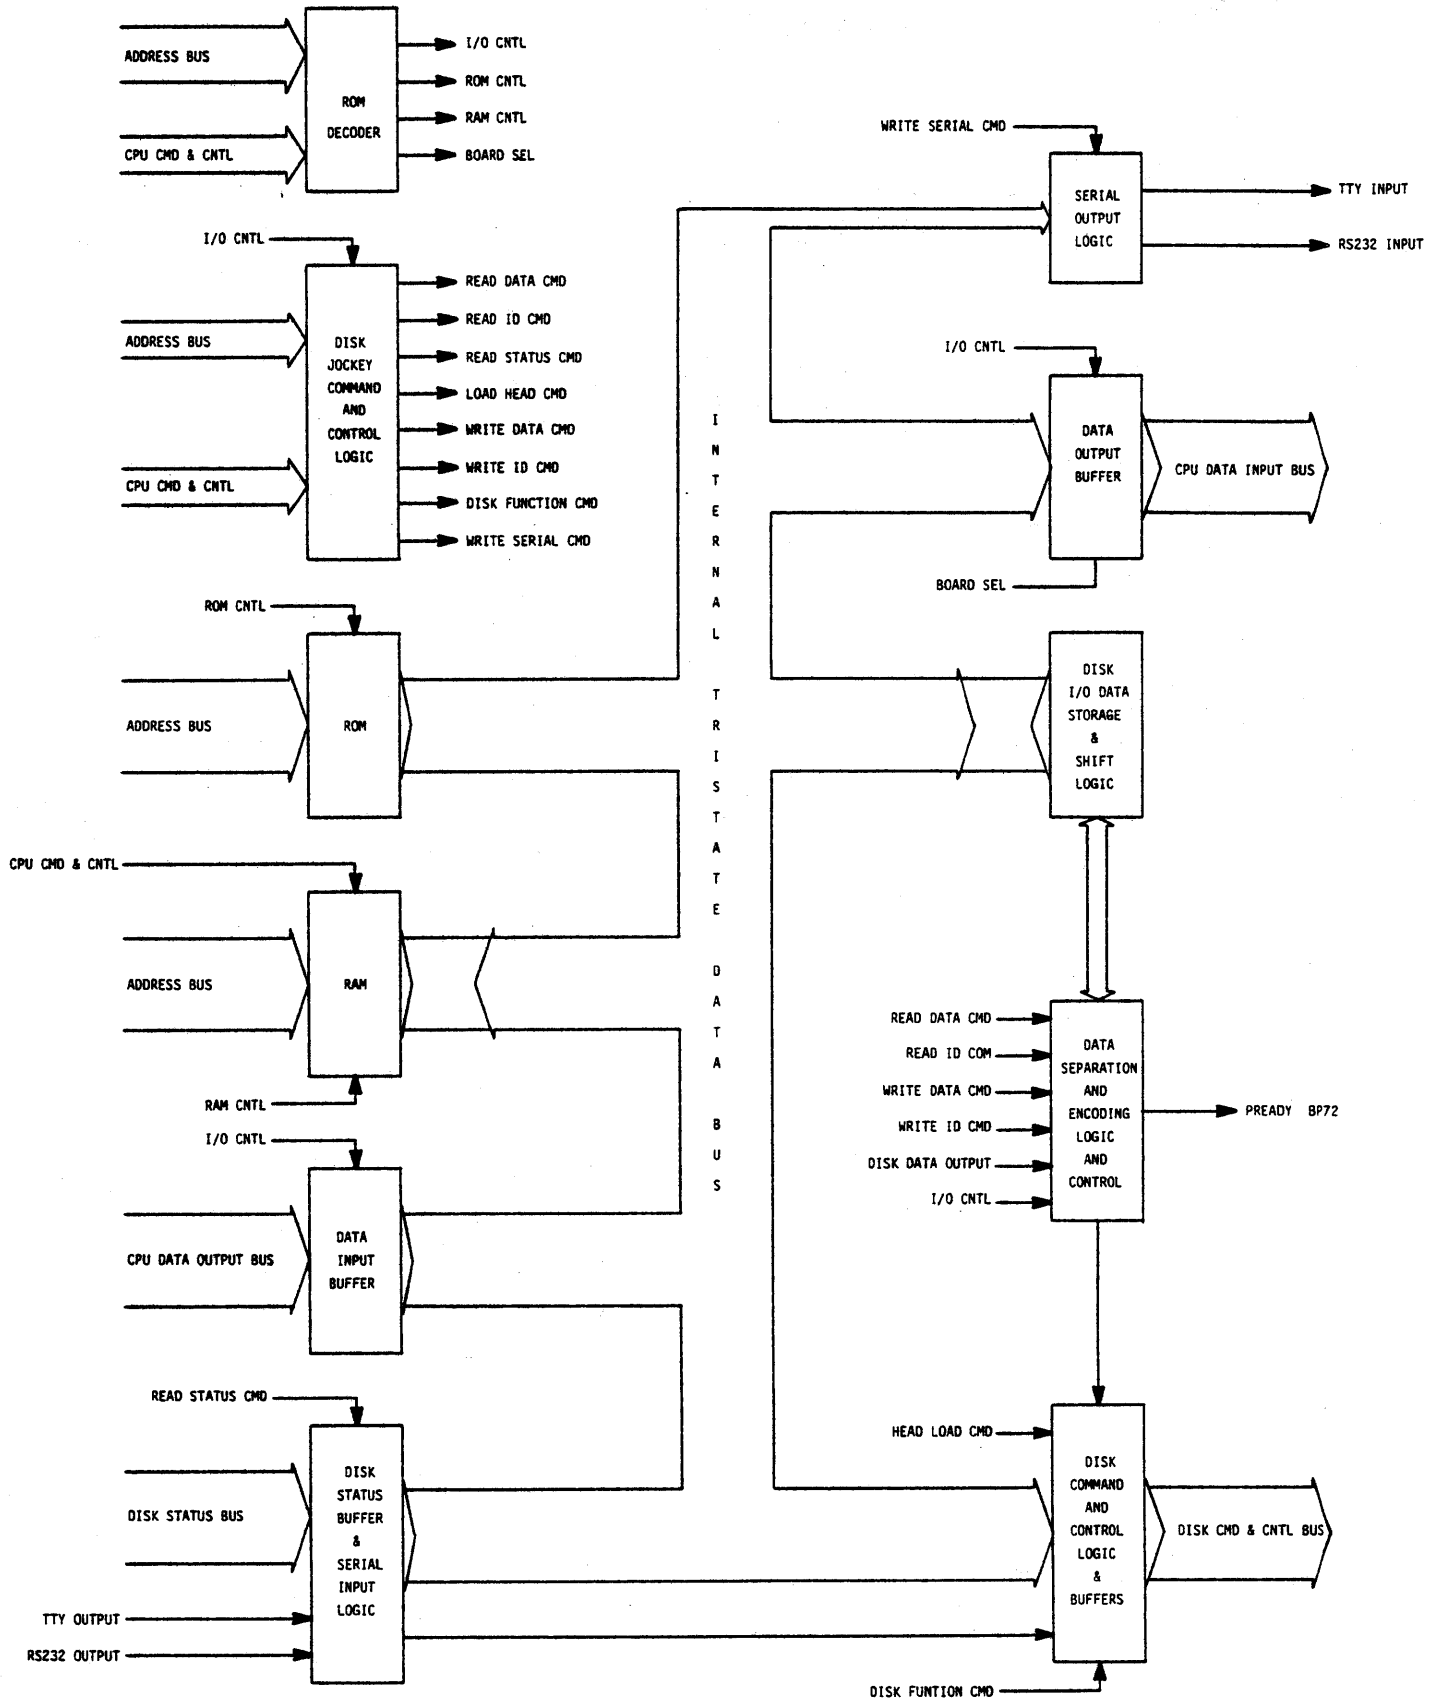 ADDRESS BUS
CPU CMD & CNTL
ROM
DECODER
I/O CNTL
ROM CNTL
RAM CNTL
BOARD SEL
I/O CNTL
ADDRESS BUS
CPU CMD & CNTL
DISK
JOCKEY
COMMAND
AND
CONTROL
LOGIC
READ DATA CMD
READ ID CMD
READ STATUS CMD
LOAD HEAD CMD
WRITE DATA CMD
WRITE ID CMD
DISK FUNCTION CMD
WRITE SERIAL CMD
ROM CNTL
ADDRESS BUS
ROM
CPU CMD & CNTL
ADDRESS BUS
RAM
RAM CNTL
I/O CNTL
CPU DATA OUTPUT BUS
DATA
INPUT
BUFFER
READ STATUS CMD
DISK STATUS BUS
TTY OUTPUT
RS232 OUTPUT
DISK
STATUS
BUFFER
&
SERIAL
INPUT
LOGIC
INTERNAL TRISTATE DATA BUS
WRITE SERIAL CMD
SERIAL
OUTPUT
LOGIC
TTY INPUT
RS232 INPUT
I/O CNTL
DATA
OUTPUT
BUFFER
CPU DATA INPUT BUS
BOARD SEL
DISK
I/O DATA
STORAGE
&
SHIFT
LOGIC
READ DATA CMD
READ ID COM
WRITE DATA CMD
WRITE ID CMD
DISK DATA OUTPUT
I/O CNTL
DATA
SEPARATION
AND
ENCODING
LOGIC
AND
CONTROL
PREADY BP72
HEAD LOAD CMD
DISK
COMMAND
AND
CONTROL
LOGIC
&
BUFFERS
DISK CMD & CNTL BUS
DISK FUNTION CMD